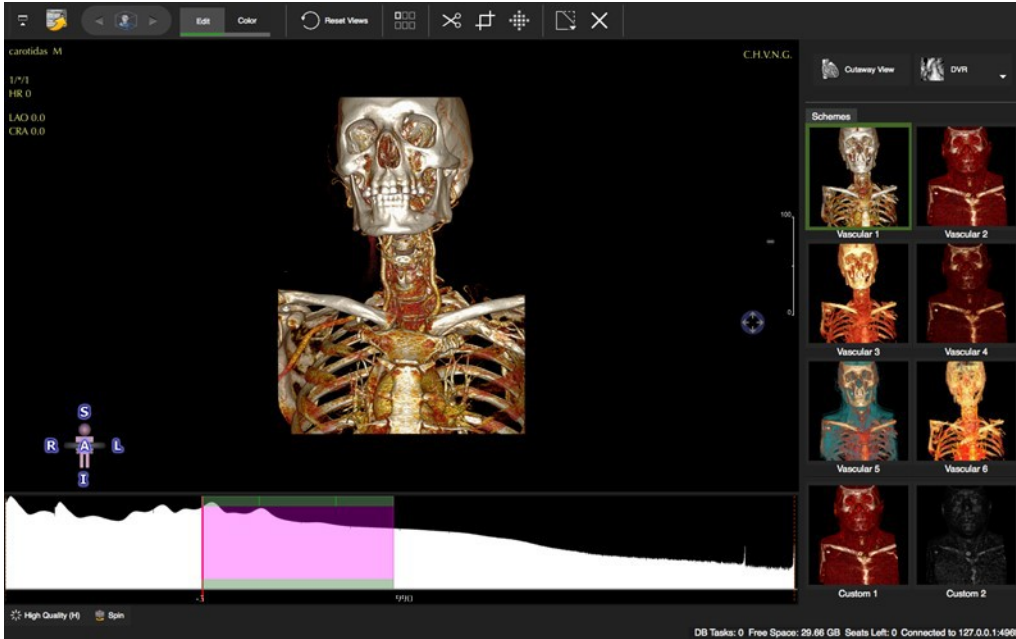 Edit Color Reset Views
carotidas M
C.H.V.N.G.
1/*/1
HR 0
LAO 0.0
CRA 0.0
Cutaway View DVR
Schemes
Vascular 1 Vascular 2
100
0
Vascular 3 Vascular 4
S
R A L
I
Vascular 5 Vascular 6
990
Custom 1 Custom 2
High Quality (H) Spin
DB Tasks: 0 Free Space: 29.66 GB Seats Left: 0 Connected to 127.0.0.1:496